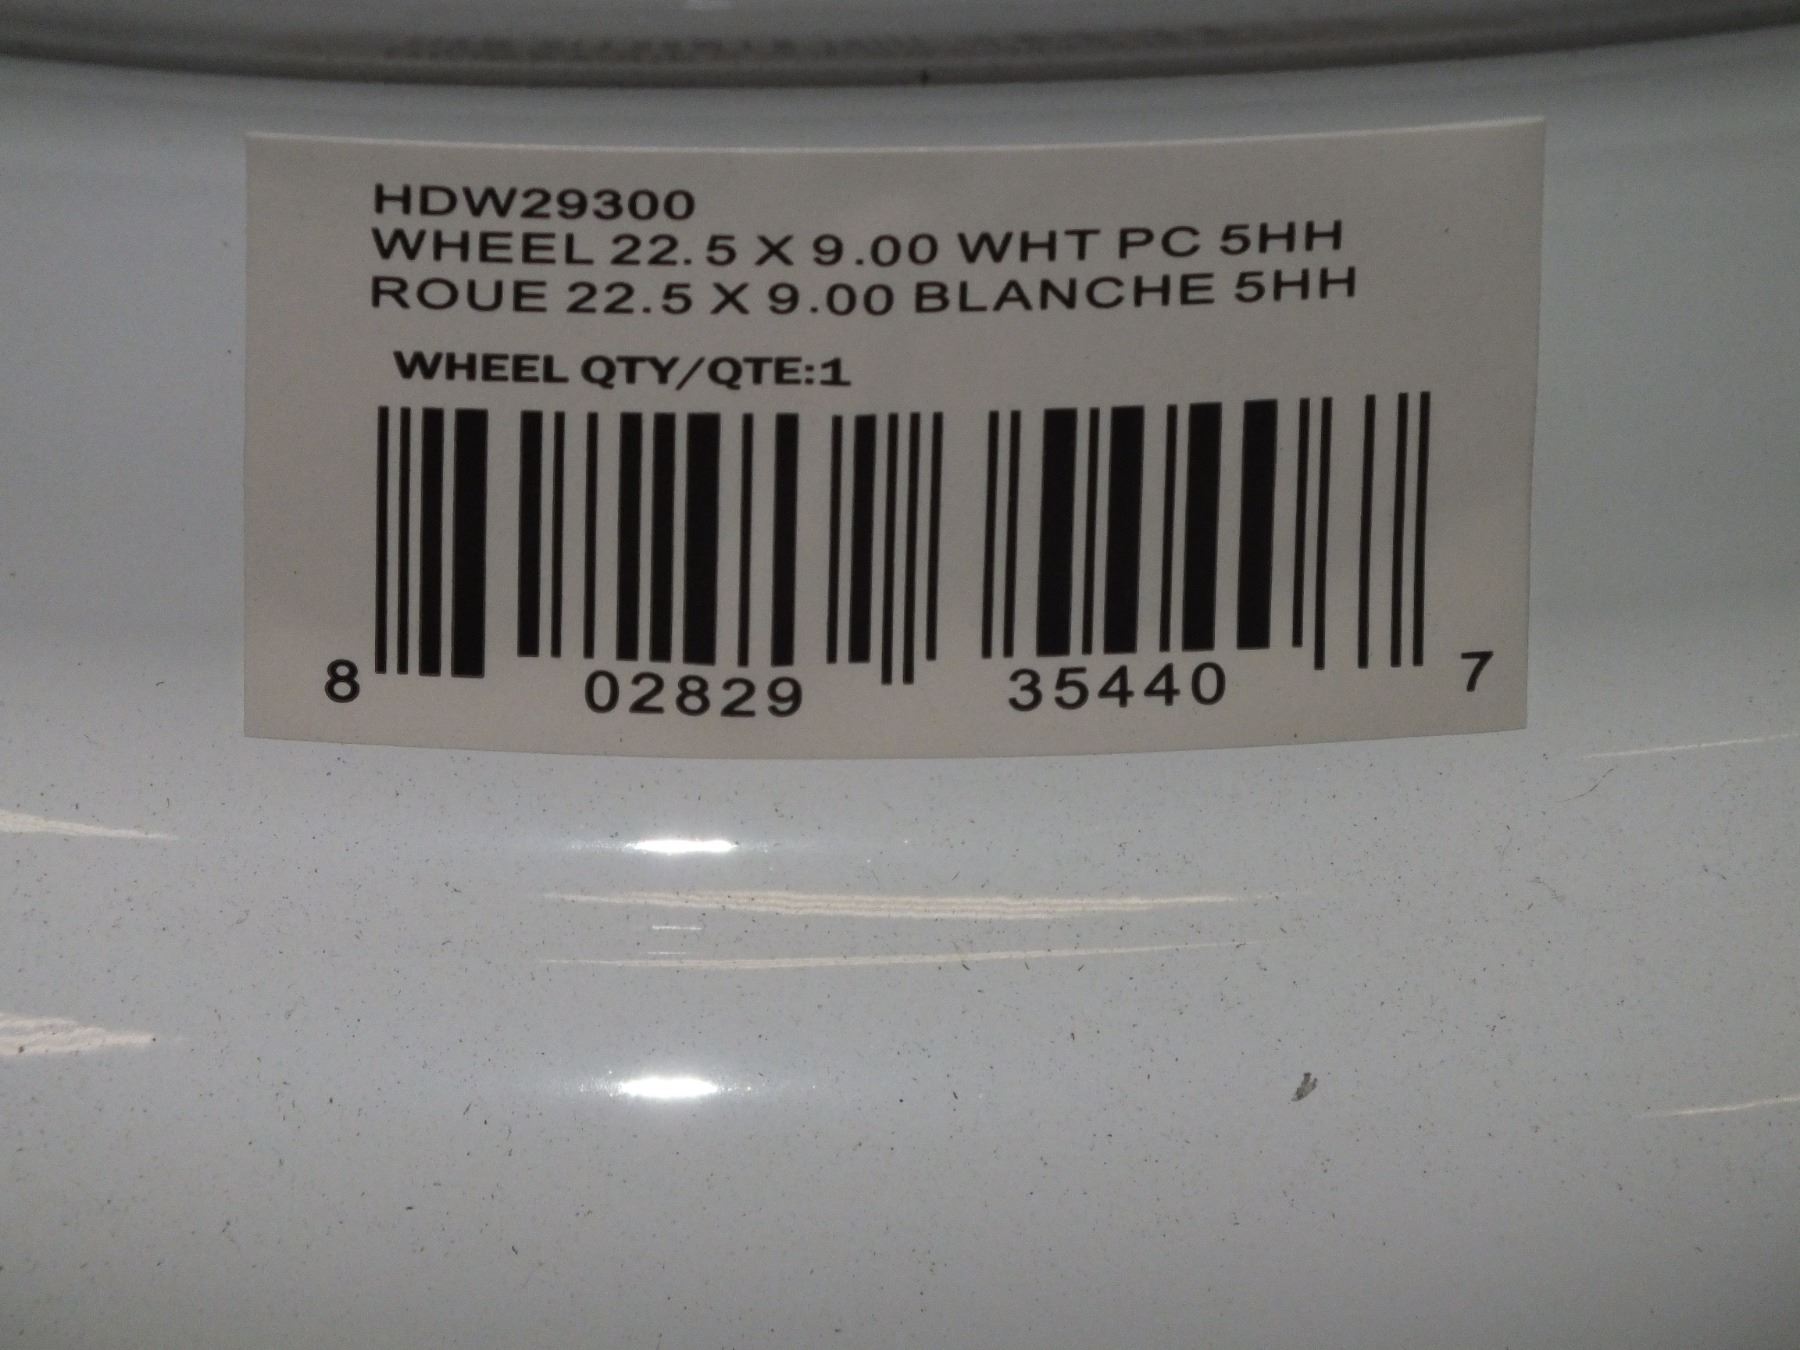 HDW29300
WHEEL 22.5 X 9.00 WHT PC 5HH
ROUE 22.5 X 9.00 BLANCHE 5HH
WHEEL QTY/QTE:1
8 02829 35440 7